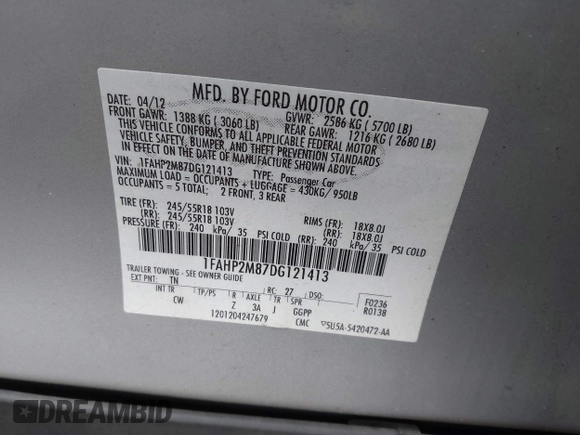 MFD. BY FORD MOTOR CO.
DATE: 04/12 GVWR: 2586 KG ( 5700 LB)
FRONT GAWR: 1388 KG ( 3060 LB) REAR GAWR: 1216 KG ( 2680 LB)
THIS VEHICLE CONFORMS TO ALL APPLICABLE FEDERAL MOTOR
VEHICLE SAFETY, BUMPER, AND THEFT PREVENTION STANDARDS
IN EFFECT ON THE DATE OF MANUFACTURE SHOWN ABOVE.
VIN: 1FAHP2M87DG121413 TYPE: Passenger Car
MAXIMUM LOAD = OCCUPANTS + LUGGAGE = 430KG/950LB
OCCUPANTS = 5 TOTAL; 2 FRONT, 3 REAR
TIRE (FR): 245/55R18 103V RIMS (FR): 18X8.0J
TIRE (R): 245/55R18 103V RIMS (R): 18X8.0J
PRESSURE (FR): 240 kPa/ 35 PSI COLD (R): 240 kPa/ 35 PSI COLD
1FAHP2M87DG121413
TRAILER TOWING - SEE OWNER GUIDE
EXT PNT: TN RC: 27 DSO: F0236
INT TR TP/PS R AXLE TR SPR R0138
CW Z 3A J GGPP
1201204247679 CMC 5U5A-5420472-AA
DREAMBID